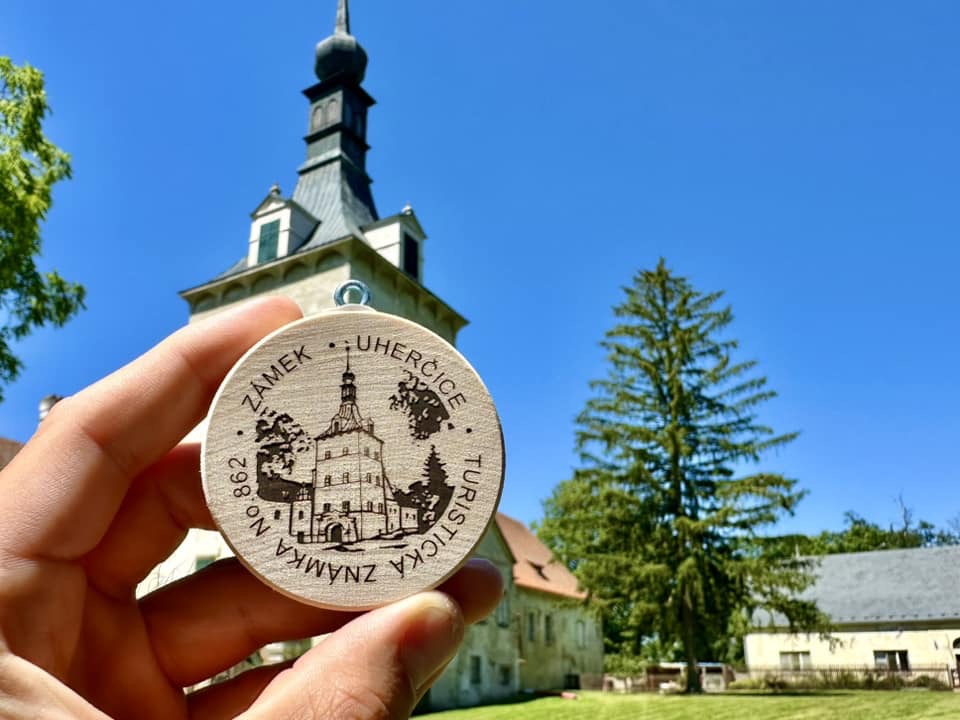 ZÁMEK • UHERČICE
• TURISTICKÁ ZNÁMKA No 862 •